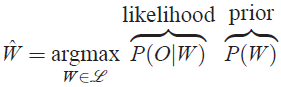 likelihood prior
Ŵ = argmax P(O|W) P(W)
W∈ℒ